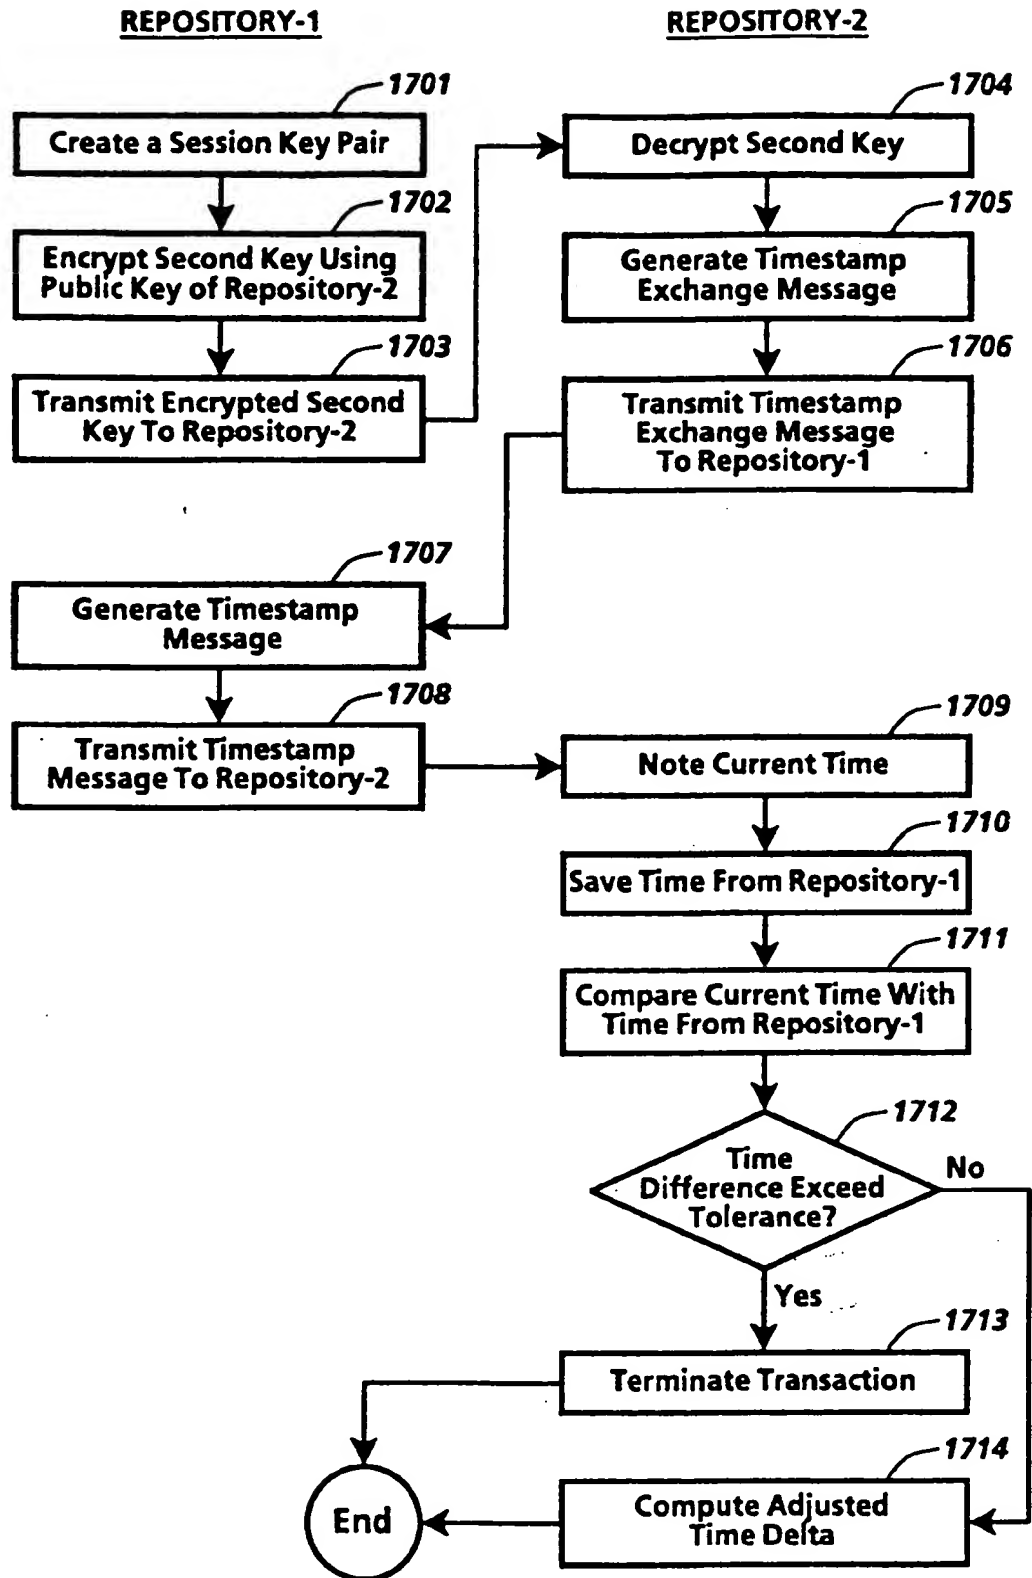 REPOSITORY-1
REPOSITORY-2
1701
Create a Session Key Pair
1702
Encrypt Second Key Using
Public Key of Repository-2
1703
Transmit Encrypted Second
Key To Repository-2
1704
Decrypt Second Key
1705
Generate Timestamp
Exchange Message
1706
Transmit Timestamp
Exchange Message
To Repository-1
1707
Generate Timestamp
Message
1708
Transmit Timestamp
Message To Repository-2
1709
Note Current Time
1710
Save Time From Repository-1
1711
Compare Current Time With
Time From Repository-1
1712
Time
Difference Exceed
Tolerance?
No
Yes
1713
Terminate Transaction
1714
Compute Adjusted
Time Delta
End